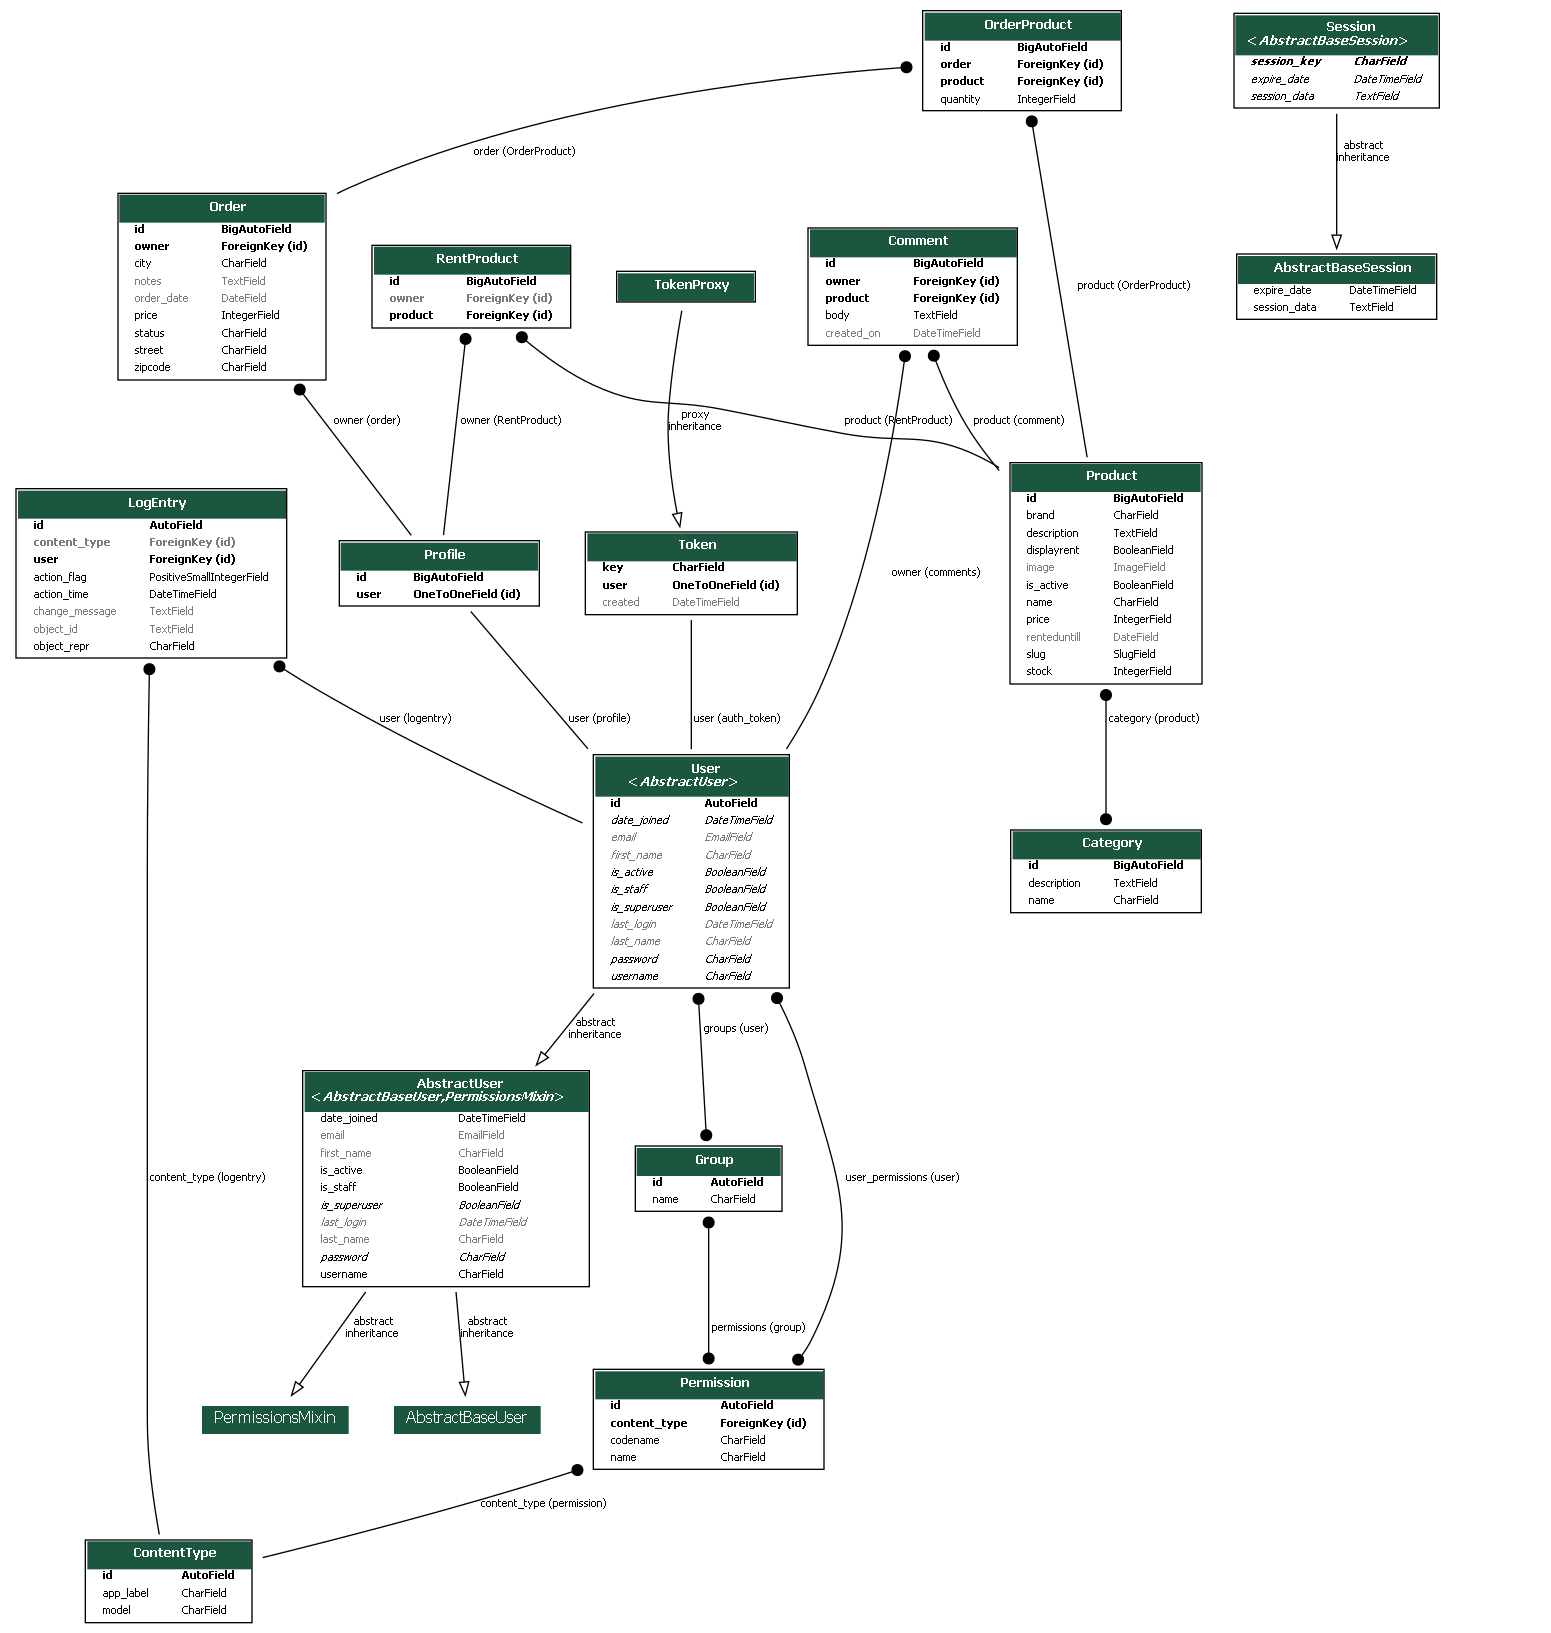 OrderProduct
id BigAutoField
order ForeignKey (id)
product ForeignKey (id)
quantity IntegerField
Session
<AbstractBaseSession>
session_key CharField
expire_date DateTimeField
session_data TextField
order (OrderProduct)
abstract
inheritance
Order
id BigAutoField
owner ForeignKey (id)
city CharField
notes TextField
order_date DateField
price IntegerField
status CharField
street CharField
zipcode CharField
RentProduct
id BigAutoField
owner ForeignKey (id)
product ForeignKey (id)
TokenProxy
Comment
id BigAutoField
owner ForeignKey (id)
product ForeignKey (id)
body TextField
created_on DateTimeField
product (OrderProduct)
AbstractBaseSession
expire_date DateTimeField
session_data TextField
owner (order)
owner (RentProduct)
proxy
inheritance
product (RentProduct)
product (comment)
LogEntry
id AutoField
content_type ForeignKey (id)
user ForeignKey (id)
action_flag PositiveSmallIntegerField
action_time DateTimeField
change_message TextField
object_id TextField
object_repr CharField
Profile
id BigAutoField
user OneToOneField (id)
Token
key CharField
user OneToOneField (id)
created DateTimeField
owner (comments)
Product
id BigAutoField
brand CharField
description TextField
displayrent BooleanField
image ImageField
is_active BooleanField
name CharField
price IntegerField
renteduntill DateField
slug SlugField
stock IntegerField
user (logentry)
user (profile)
user (auth_token)
category (product)
User
<AbstractUser>
id AutoField
date_joined DateTimeField
email EmailField
first_name CharField
is_active BooleanField
is_staff BooleanField
is_superuser BooleanField
last_login DateTimeField
last_name CharField
password CharField
username CharField
Category
id BigAutoField
description TextField
name CharField
abstract
inheritance
groups (user)
AbstractUser
<AbstractBaseUser,PermissionsMixin>
date_joined DateTimeField
email EmailField
first_name CharField
is_active BooleanField
is_staff BooleanField
is_superuser BooleanField
last_login DateTimeField
last_name CharField
password CharField
username CharField
Group
id AutoField
name CharField
content_type (logentry)
user_permissions (user)
abstract
inheritance
abstract
inheritance
permissions (group)
PermissionsMixin
AbstractBaseUser
Permission
id AutoField
content_type ForeignKey (id)
codename CharField
name CharField
content_type (permission)
ContentType
id AutoField
app_label CharField
model CharField